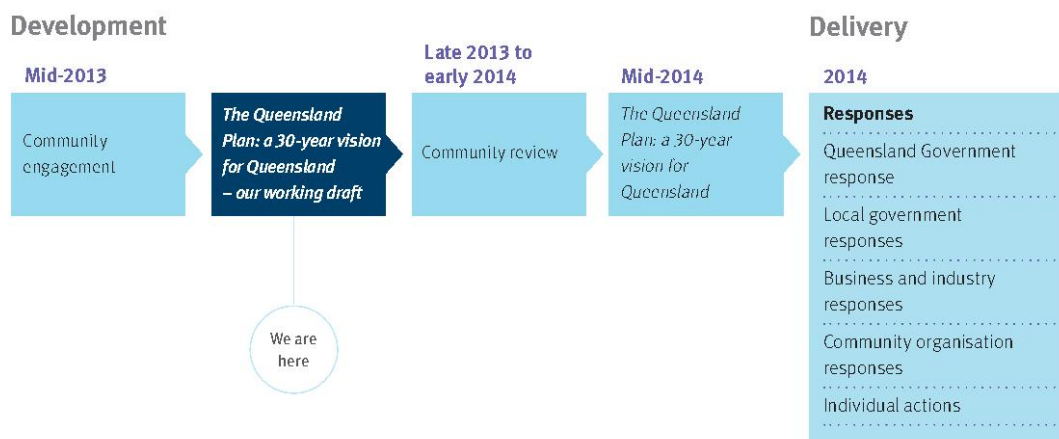 Development
Delivery
Mid-2013
Late 2013 to
early 2014
Mid-2014
2014
Community
engagement
The Queensland
Plan: a 30-year vision
for Queensland
– our working draft
Community review
The Queensland
Plan: a 30-year
vision for
Queensland
Responses
Queensland Government
response
Local government
responses
Business and industry
responses
Community organisation
responses
Individual actions
We are
here